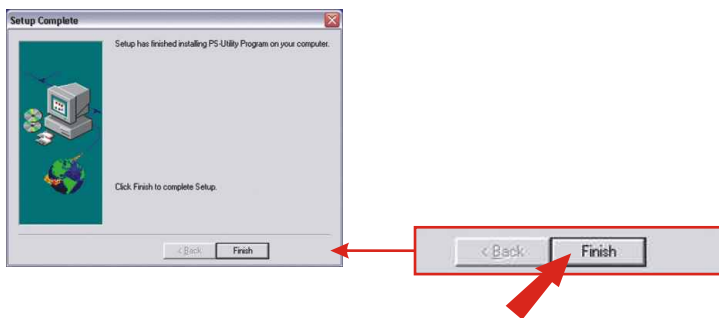 Setup Complete
Setup has finished installing PS-Utility Program on your computer.
Click Finish to complete Setup.
< Back
Finish
< Back
Finish